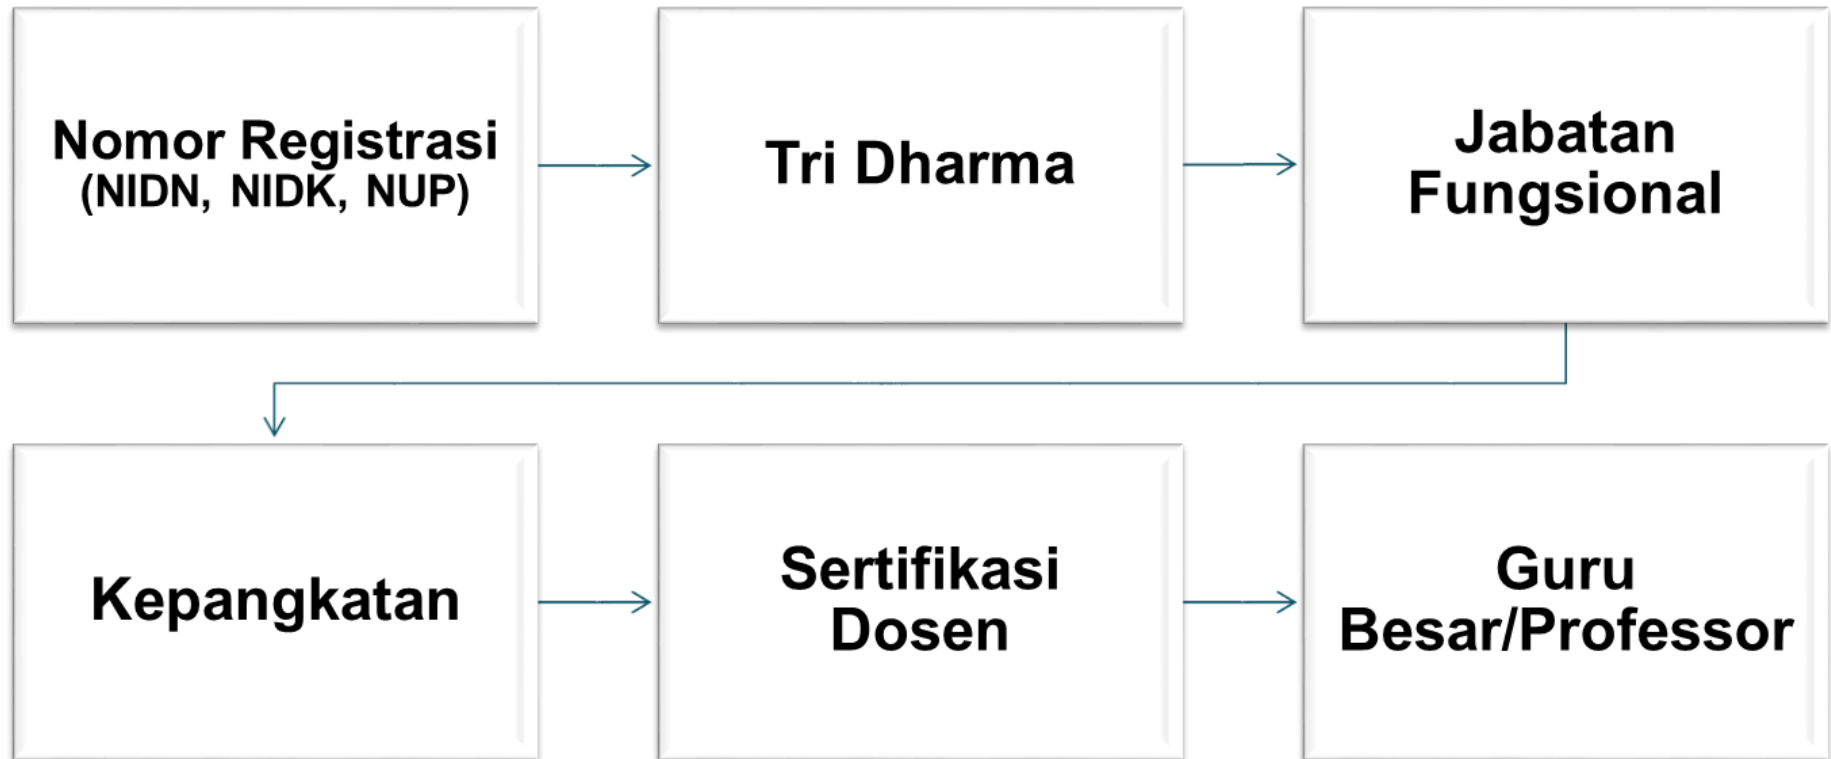 Nomor Registrasi
(NIDN, NIDK, NUP)
Tri Dharma
Jabatan
Fungsional
Kepangkatan
Sertifikasi
Dosen
Guru
Besar/Professor